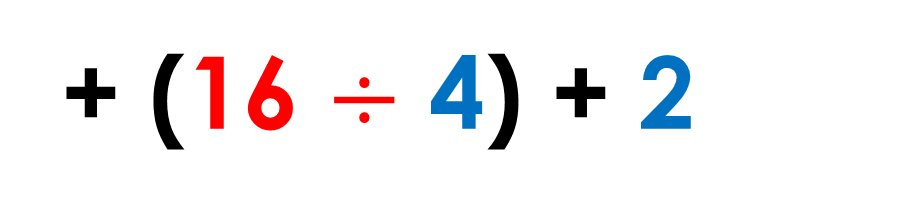 + (16 ÷ 4) + 2